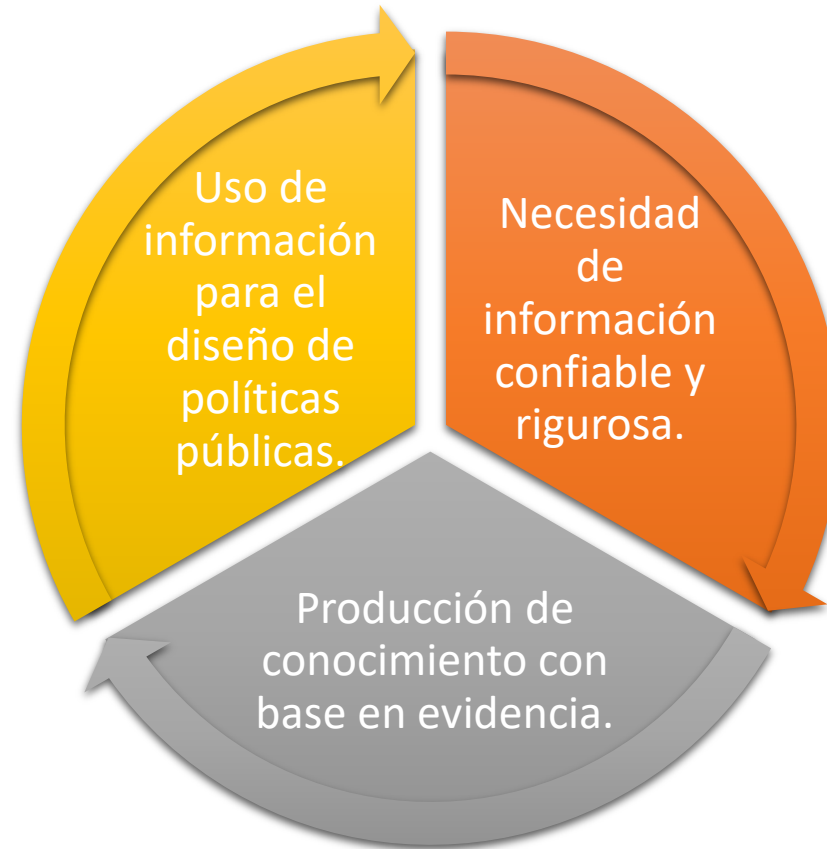 Uso de
información
para el
diseño de
políticas
públicas.
Necesidad
de
información
confiable y
rigurosa.
Producción de
conocimiento con
base en evidencia.